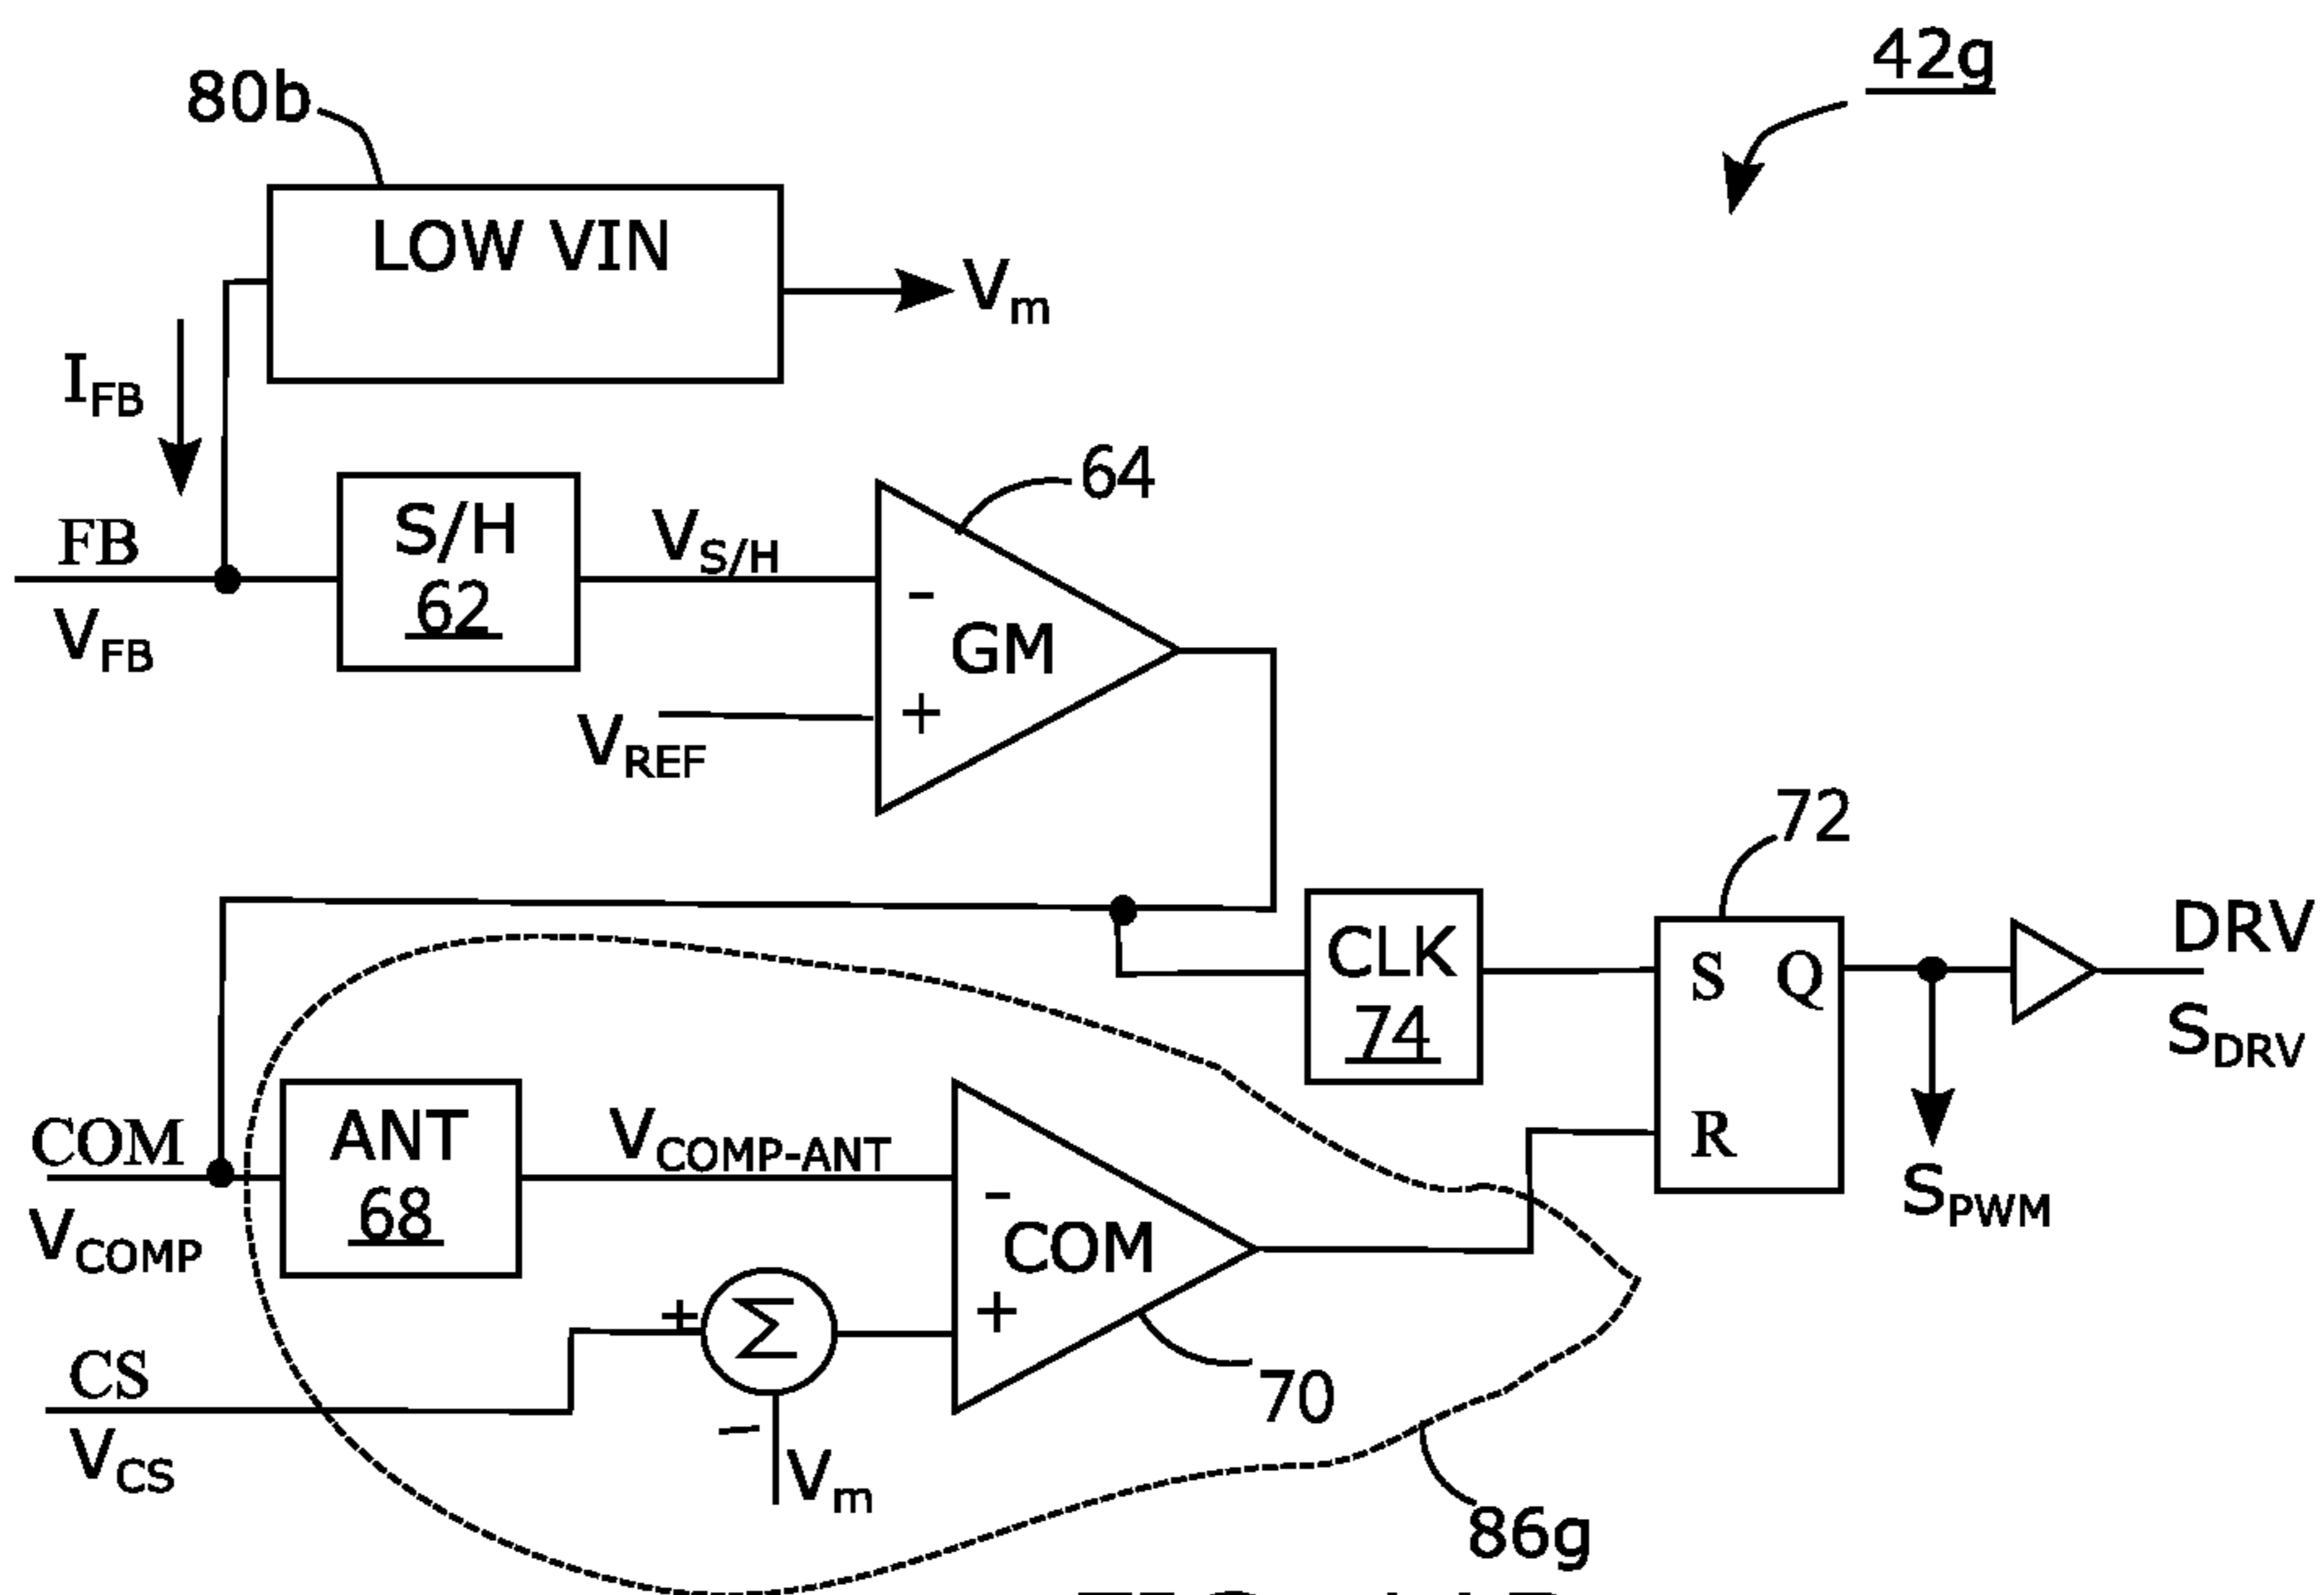 42g
80b
LOW VIN
Vm
IFB
64
FB
S/H
62
VS/H
VFB
-
GM
+
VREF
72
CLK
74
S Q
R
DRV
SDRV
SPWM
COM
VCOMP
ANT
68
VCOMP-ANT
-
COM
+
+
Σ
CS
VCS
–
Vm
70
86g